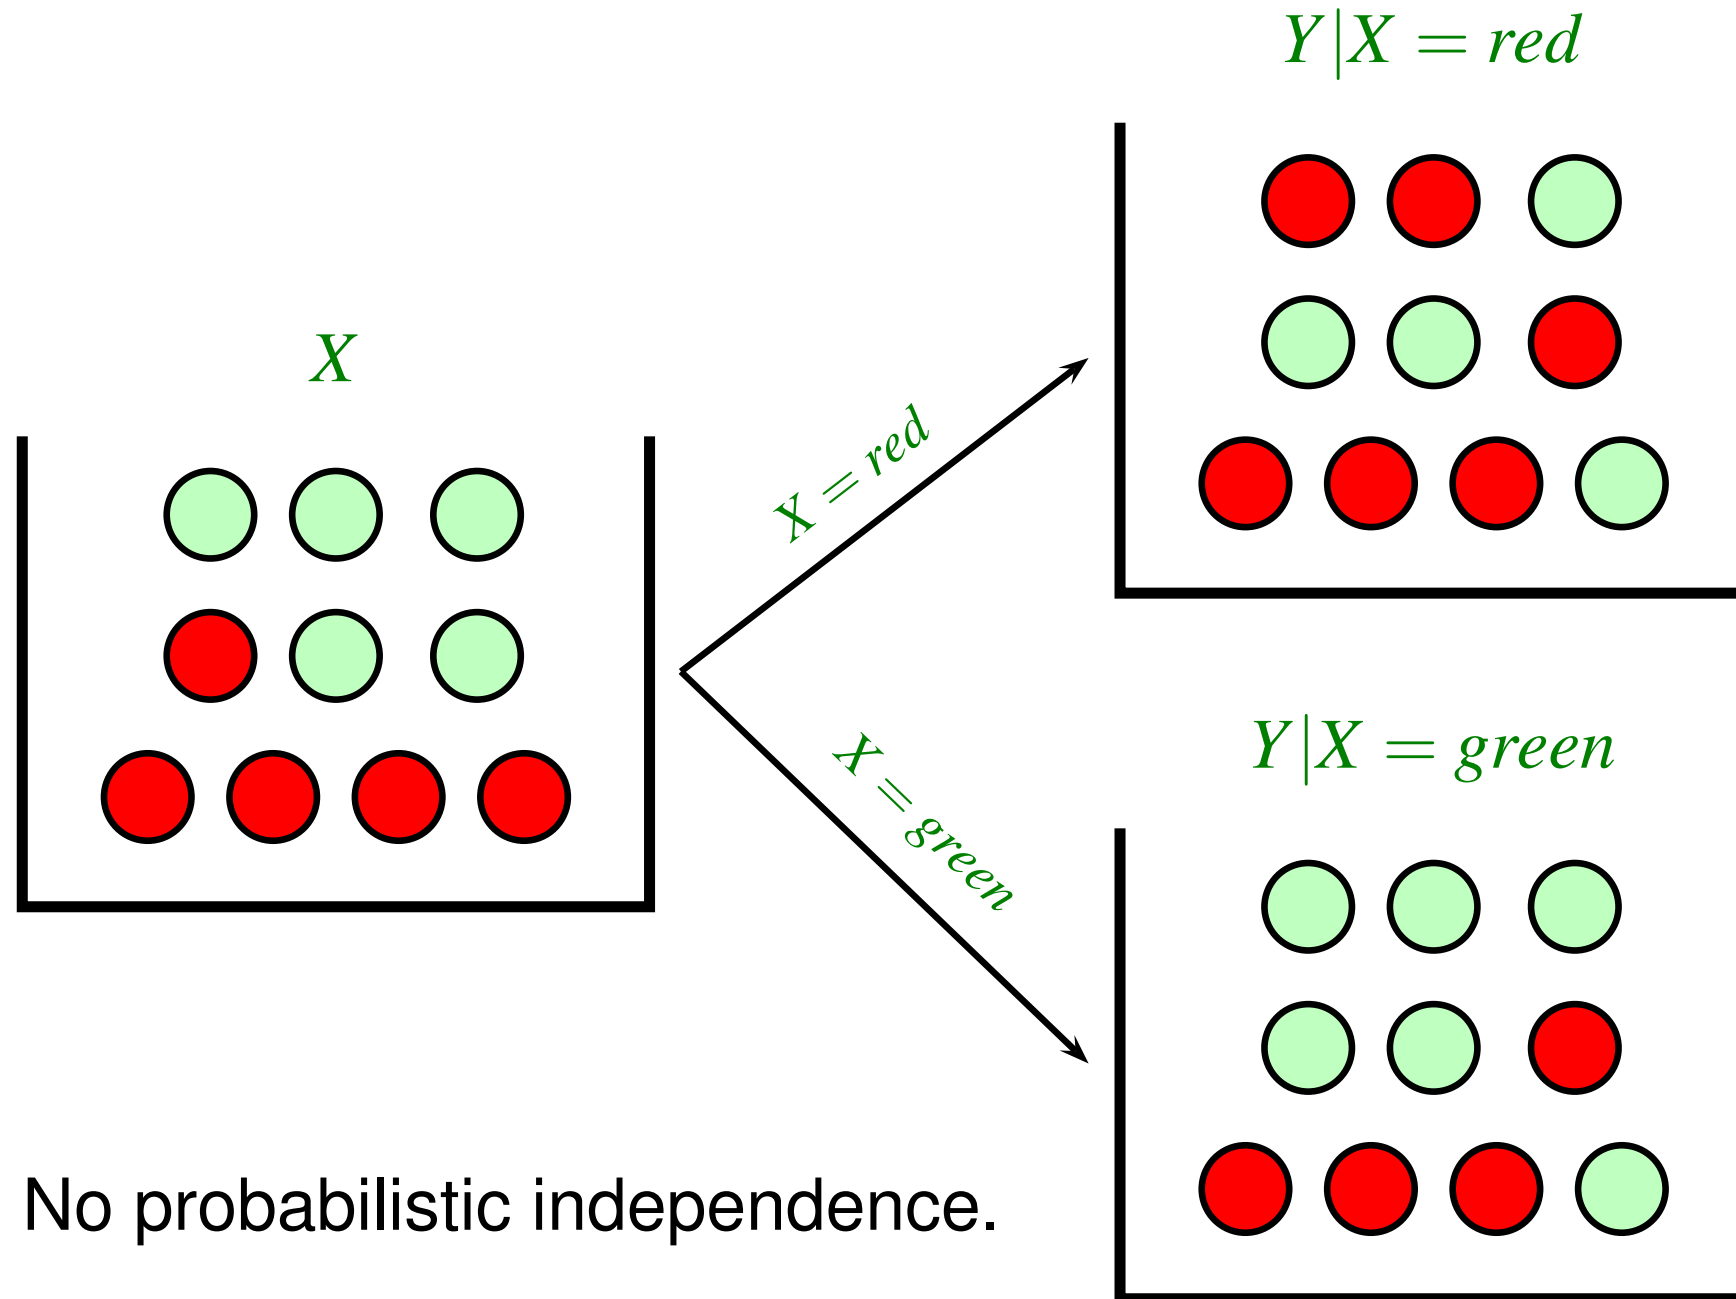 Y|X = red
X
X = red
X = green
Y|X = green
No probabilistic independence.